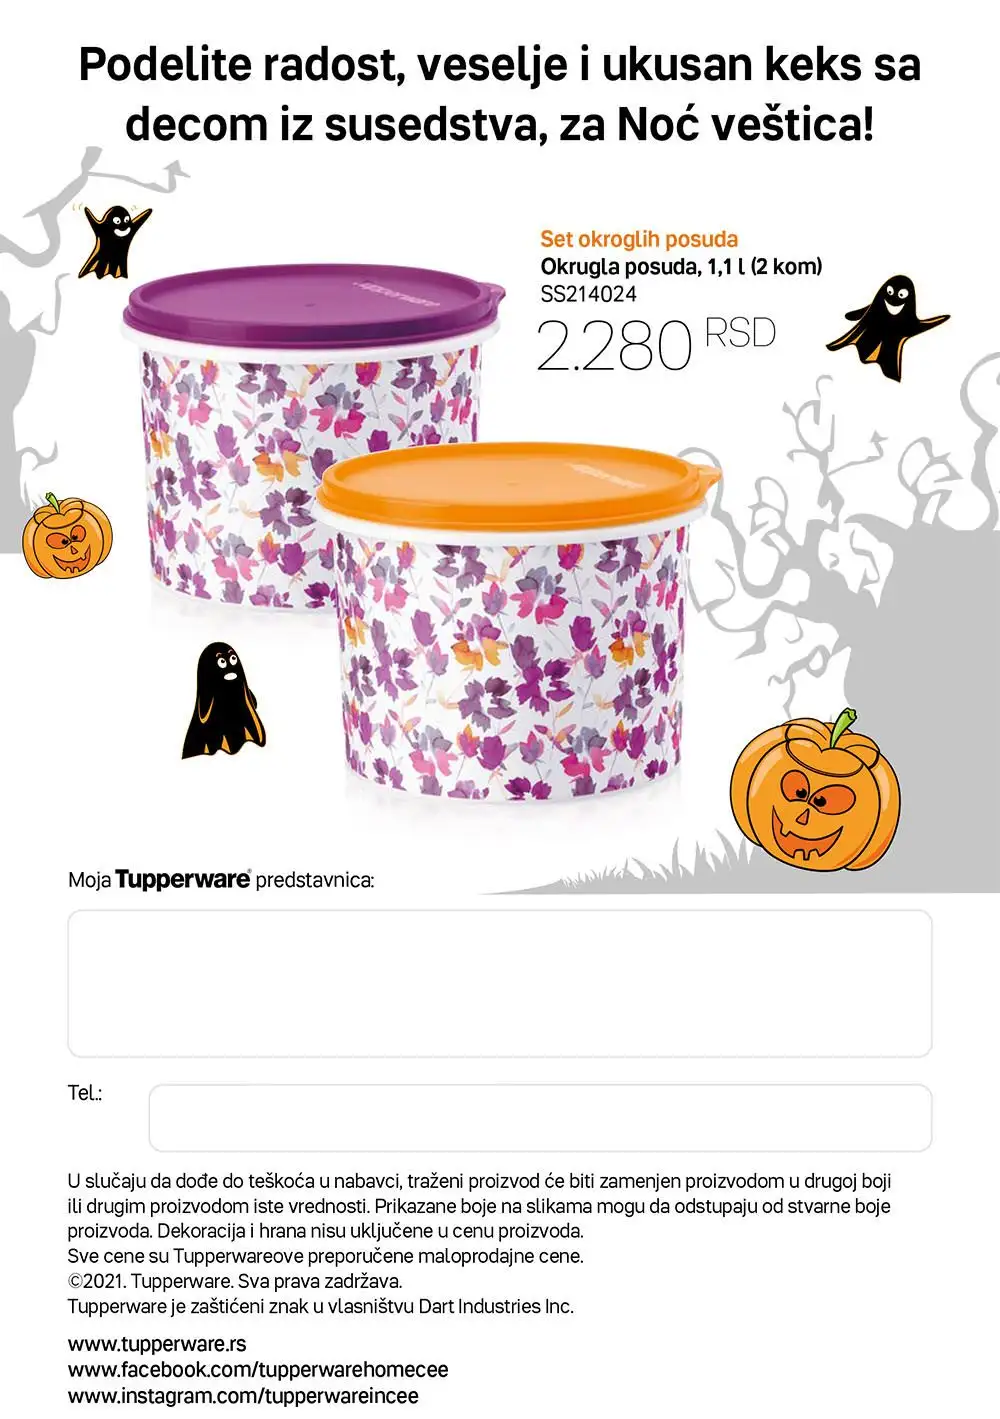 Podelite radost, veselje i ukusan keks sa
decom iz susedstva, za Noć veštica!
Set okroglih posuda
Okrugla posuda, 1,1 l (2 kom)
SS214024
2.280 RSD
Tupperware
Tupperware
Moja Tupperware® predstavnica:
Tel.:
U slučaju da dođe do teškoća u nabavci, traženi proizvod će biti zamenjen proizvodom u drugoj boji
ili drugim proizvodom iste vrednosti. Prikazane boje na slikama mogu da odstupaju od stvarne boje
proizvoda. Dekoracija i hrana nisu uključene u cenu proizvoda.
Sve cene su Tupperwareove preporučene maloprodajne cene.
©2021. Tupperware. Sva prava zadržava.
Tupperware je zaštićeni znak u vlasništvu Dart Industries Inc.
www.tupperware.rs
www.facebook.com/tupperwarehomecee
www.instagram.com/tupperwareincee